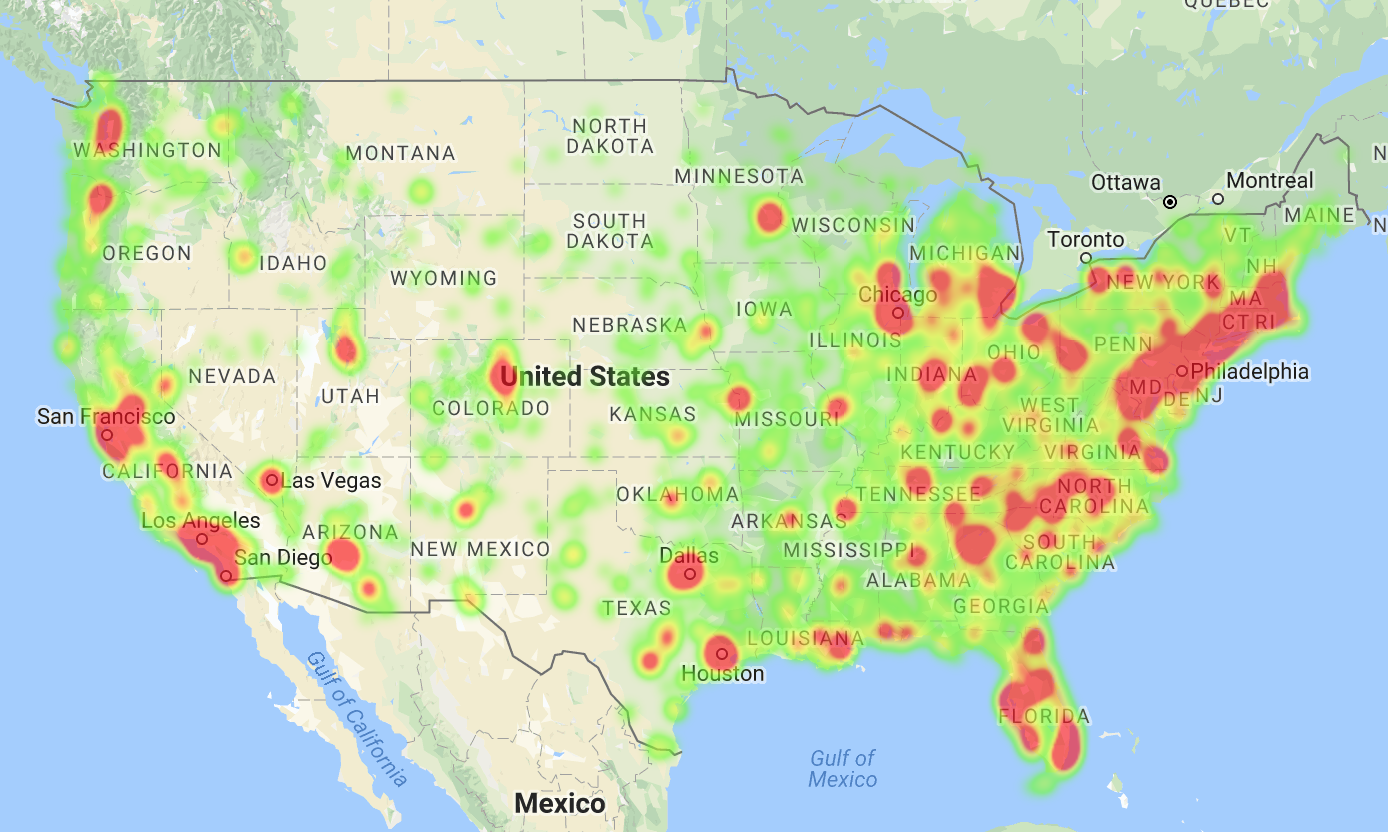 QUÉBEC
NORTH
DAKOTA
WASHINGTON
MONTANA
MINNESOTA
Ottawa
Montreal
MAINE
SOUTH
DAKOTA
WISCONSIN
Toronto
VT
OREGON
IDAHO
MICHIGAN
NH
WYOMING
NEW YORK
Chicago
MA
NEBRASKA
IOWA
CT RI
ILLINOIS
OHIO
PENN
NEVADA
United States
INDIANA
Philadelphia
MD
DE
NJ
UTAH
COLORADO
KANSAS
MISSOURI
WEST
VIRGINIA
San Francisco
KENTUCKY
VIRGINIA
CALIFORNIA
Las Vegas
OKLAHOMA
TENNESSEE
NORTH
CAROLINA
Los Angeles
ARIZONA
ARKANSAS
San Diego
NEW MEXICO
Dallas
MISSISSIPPI
SOUTH
CAROLINA
ALABAMA
TEXAS
GEORGIA
LOUISIANA
Houston
Gulf of California
FLORIDA
Gulf of
Mexico
Mexico